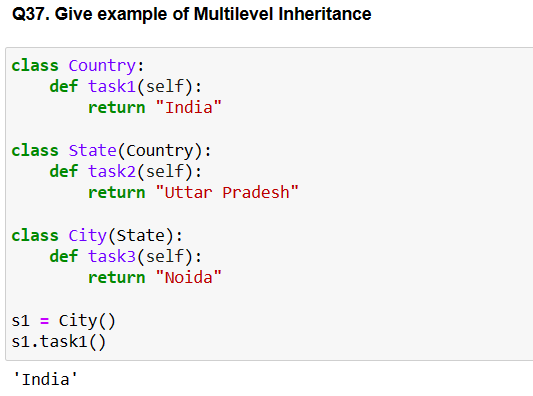 Q37. Give example of Multilevel Inheritance
class Country:
    def task1(self):
        return "India"
class State(Country):
    def task2(self):
        return "Uttar Pradesh"
class City(State):
    def task3(self):
        return "Noida"
s1 = City()
s1.task1()
'India'